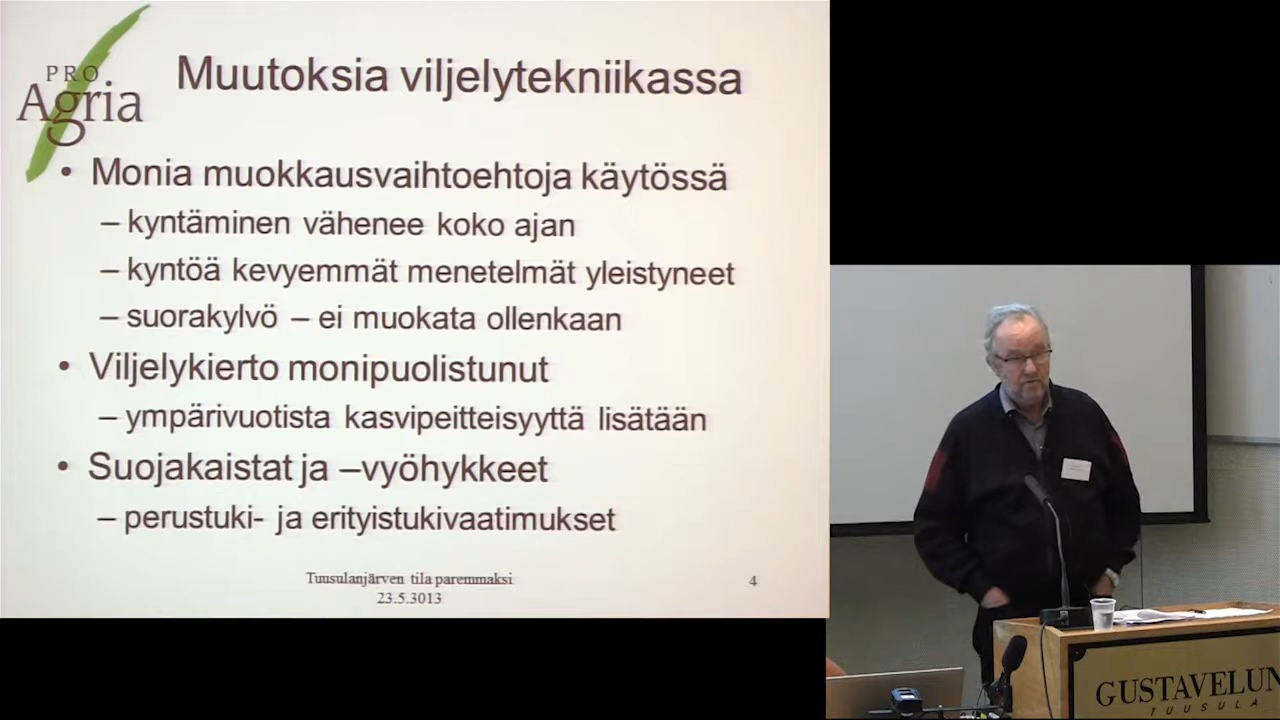 PRO
Agria
Muutoksia viljelytekniikassa
• Monia muokkausvaihtoehtoja käytössä
– kyntäminen vähenee koko ajan
– kyntöä kevyemmät menetelmät yleistyneet
– suorakylvö – ei muokata ollenkaan
• Viljelykierto monipuolistunut
– ympärivuotista kasvipeitteisyyttä lisätään
• Suojakaistat ja –vyöhykkeet
– perustuki- ja erityistukivaatimukset
Tuusulanjärven tila paremmaksi
23.5.3013
4
GUSTAVELUN
TUUSULA